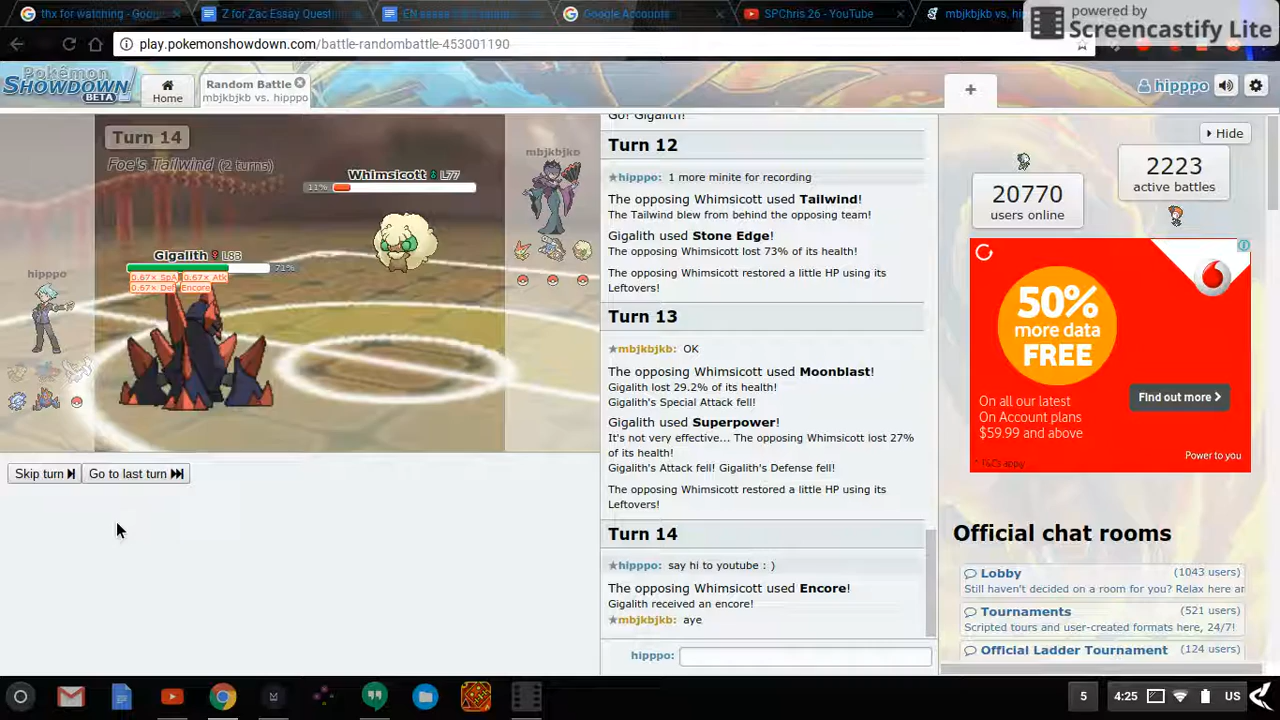 thx for watching - Goog
Z for Zac Essay Quest
Google Accounts
SPChris 26 - YouTube
mbjkbjkb vs. hi
powered by
Screencastify Lite
play.pokemonshowdown.com/battle-randombattle-453001190
Pokémon
SHOWDOWN
BETA
Home
Random Battle
mbjkbjkb vs. hipppo
+
hipppo
Turn 14
Foe's Tailwind (2 turns)
Whimsicott L77
11%
mbjkbjkb
Gigalith L83
71%
0.67× SpA 0.67× Atk
0.67× Def Encore
hipppo
Skip turn
Go to last turn
Go! Gigalith!
Turn 12
★hipppo: 1 more minite for recording
The opposing Whimsicott used Tailwind!
The Tailwind blew from behind the opposing team!
Gigalith used Stone Edge!
The opposing Whimsicott lost 73% of its health!
The opposing Whimsicott restored a little HP using its
Leftovers!
Turn 13
★mbjkbjkb: OK
The opposing Whimsicott used Moonblast!
Gigalith lost 29.2% of its health!
Gigalith's Special Attack fell!
Gigalith used Superpower!
It's not very effective... The opposing Whimsicott lost 27%
of its health!
Gigalith's Attack fell! Gigalith's Defense fell!
The opposing Whimsicott restored a little HP using its
Leftovers!
Turn 14
★hipppo: say hi to youtube : )
The opposing Whimsicott used Encore!
Gigalith received an encore!
★mbjkbjkb: aye
hipppo:
Hide
20770
users online
2223
active battles
50%
more data
FREE
On all our latest
On Account plans
$59.99 and above
Find out more
* T&Cs apply
Power to you
Official chat rooms
Lobby
(1043 users)
Still haven't decided on a room for you? Relax here an
Tournaments
(521 users)
Scripted tours and user-created formats here, 24/7!
Official Ladder Tournament
(124 users)
5
4:25
US